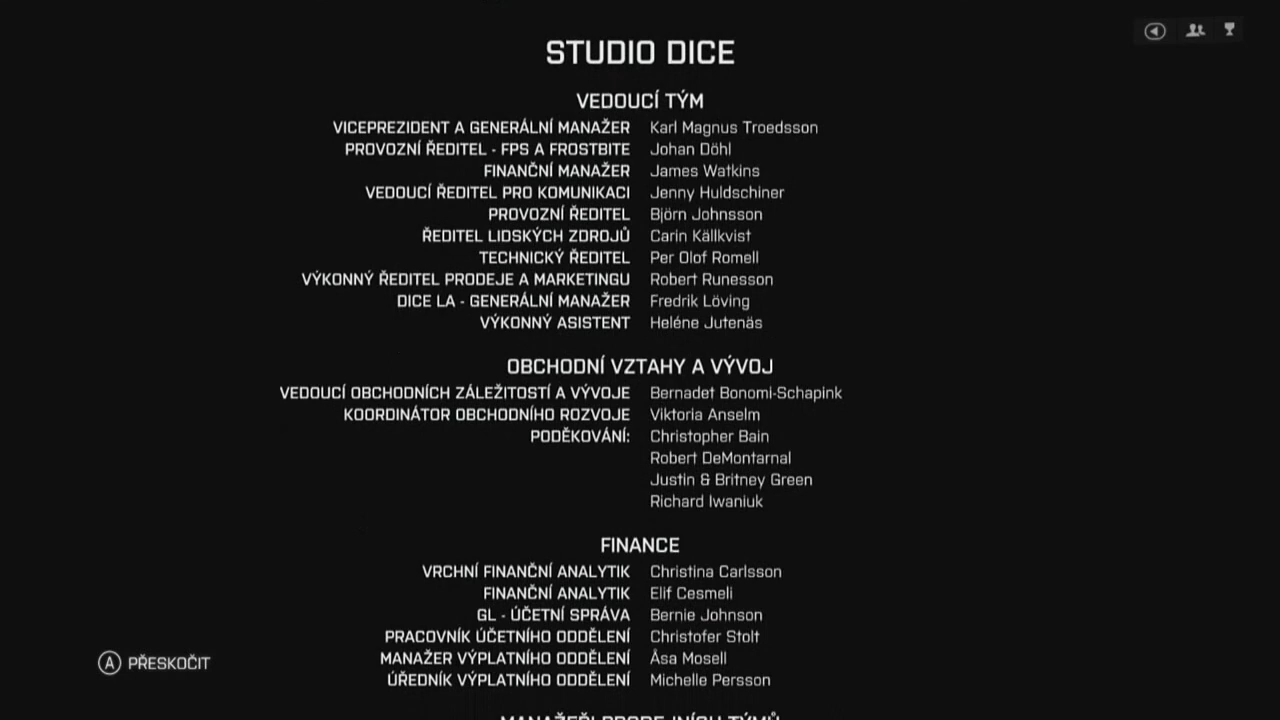 STUDIO DICE
VEDOUCÍ TÝM
VICEPREZIDENT A GENERÁLNÍ MANAŽER Karl Magnus Troedsson
PROVOZNÍ ŘEDITEL - FPS A FROSTBITE Johan Döhl
FINANČNÍ MANAŽER James Watkins
VEDOUCÍ ŘEDITEL PRO KOMUNIKACI Jenny Huldschiner
PROVOZNÍ ŘEDITEL Björn Johnsson
ŘEDITEL LIDSKÝCH ZDROJŮ Carin Källkvist
TECHNICKÝ ŘEDITEL Per Olof Romell
VÝKONNÝ ŘEDITEL PRODEJE A MARKETINGU Robert Runesson
DICE LA - GENERÁLNÍ MANAŽER Fredrik Löving
VÝKONNÝ ASISTENT Heléne Jutenäs
OBCHODNÍ VZTAHY A VÝVOJ
VEDOUCÍ OBCHODNÍCH ZÁLEŽITOSTÍ A VÝVOJE Bernadet Bonomi-Schapink
KOORDINÁTOR OBCHODNÍHO ROZVOJE Viktoria Anselm
PODĚKOVÁNÍ: Christopher Bain
Robert DeMontarnal
Justin & Britney Green
Richard Iwaniuk
FINANCE
VRCHNÍ FINANČNÍ ANALYTIK Christina Carlsson
FINANČNÍ ANALYTIK Elif Cesmeli
GL - ÚČETNÍ SPRÁVA Bernie Johnson
PRACOVNÍK ÚČETNÍHO ODDĚLENÍ Christofer Stolt
MANAŽER VÝPLATNÍHO ODDĚLENÍ Åsa Mosell
ÚŘEDNÍK VÝPLATNÍHO ODDĚLENÍ Michelle Persson
A PŘESKOČIT
MANAŽEŘI PRODEJNÍCH TÝMŮ